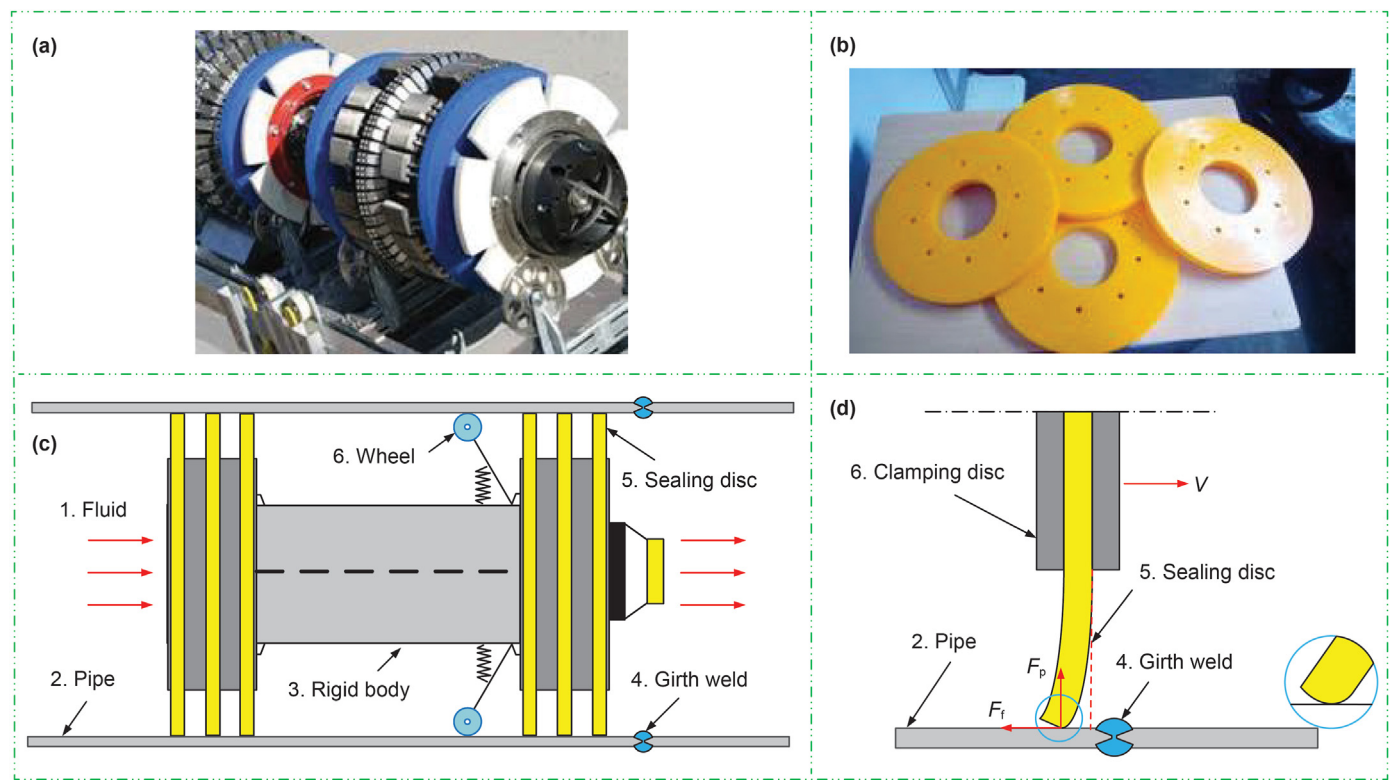 (a)
(b)
(c)
1. Fluid
2. Pipe
3. Rigid body
4. Girth weld
5. Sealing disc
6. Wheel
(d)
6. Clamping disc
V
5. Sealing disc
2. Pipe
4. Girth weld
Fp
Ff